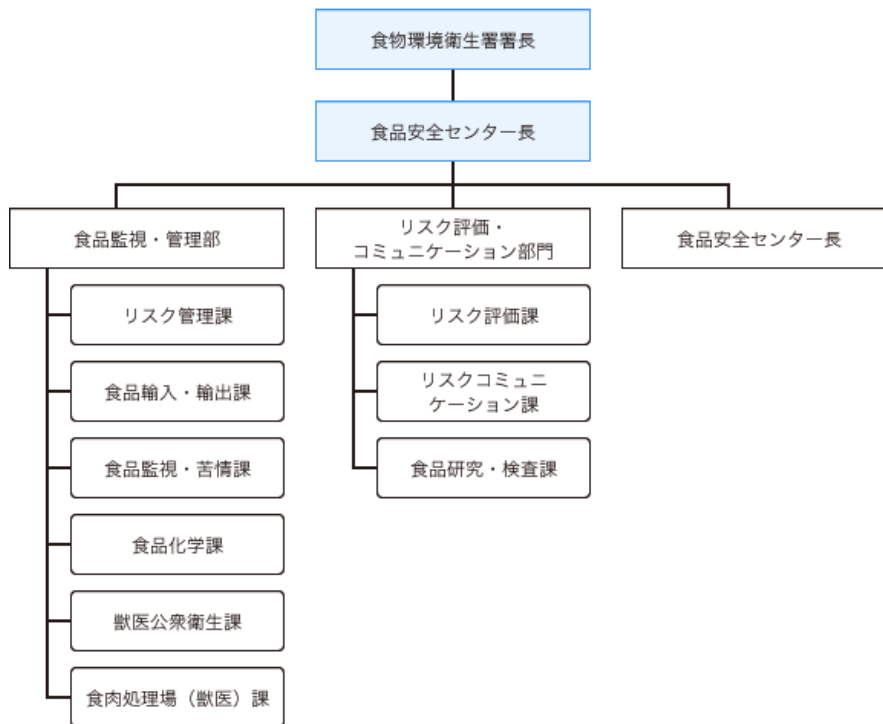 食物環境衛生署署長
食品安全センター長
食品監視・管理部
リスク評価・
コミュニケーション部門
食品安全センター長
リスク管理課
食品輸入・輸出課
食品監視・苦情課
食品化学課
獣医公衆衛生課
食肉処理場（獣医）課
リスク評価課
リスクコミュニ
ケーション課
食品研究・検査課